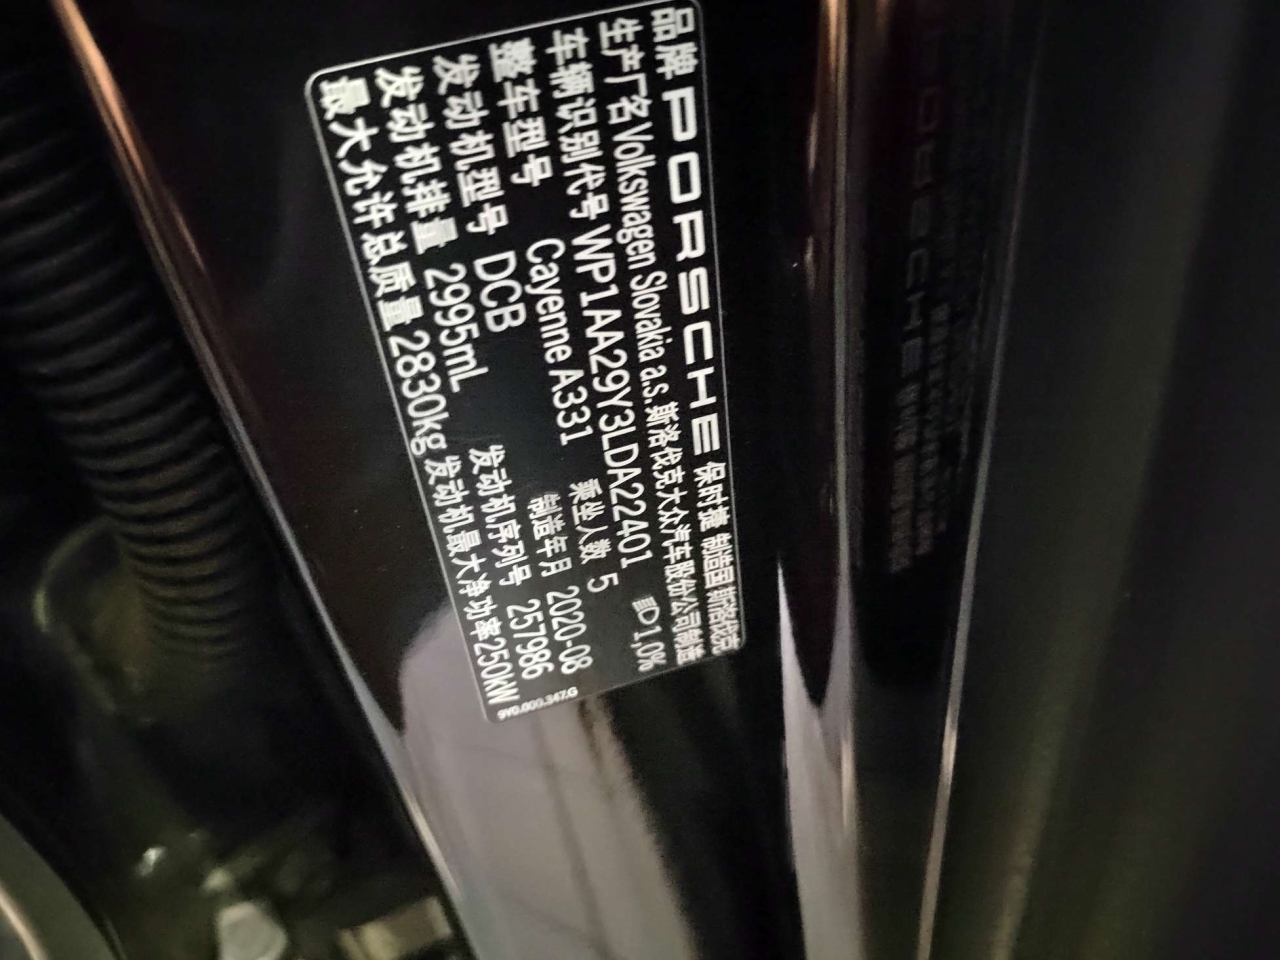 品牌 PORSCHE 保时捷 制造国 斯洛伐克
生产厂名 Volkswagen Slovakia a.s. 斯洛伐克大众汽车股份公司制造
车辆识别代号 WP1AA29Y3LDA22401 D1,0%
整车型号 Cayenne A331 乘坐人数 5
发动机型号 DCB 制造年月 2020-08
发动机排量 2995mL 发动机序列号 257986
最大允许总质量 2830kg 发动机最大净功率 250kW
9Y0.000.347.G